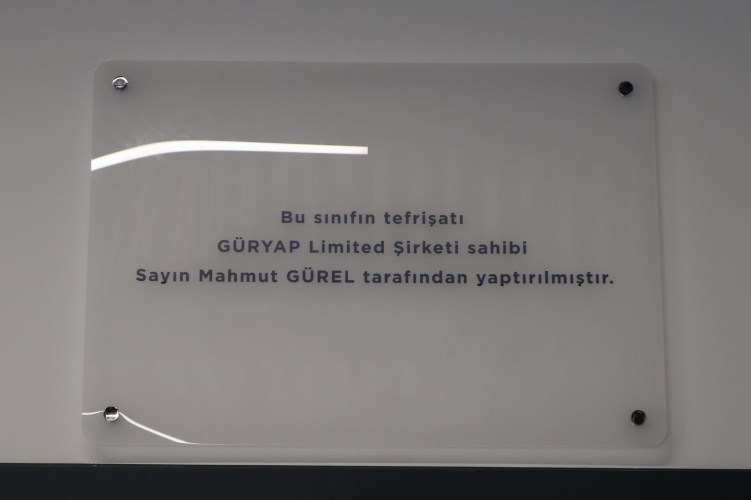 Bu sınıfın tefrişatı
GÜRYAP Limited Şirketi sahibi
Sayın Mahmut GÜREL tarafından yaptırılmıştır.